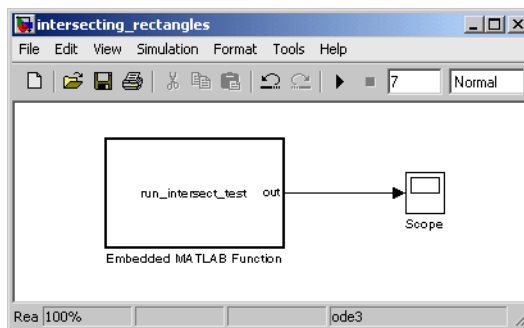 intersecting_rectangles
File Edit View Simulation Format Tools Help
7 Normal
run_intersect_test out
Scope
Embedded MATLAB Function
Rea 100% ode3